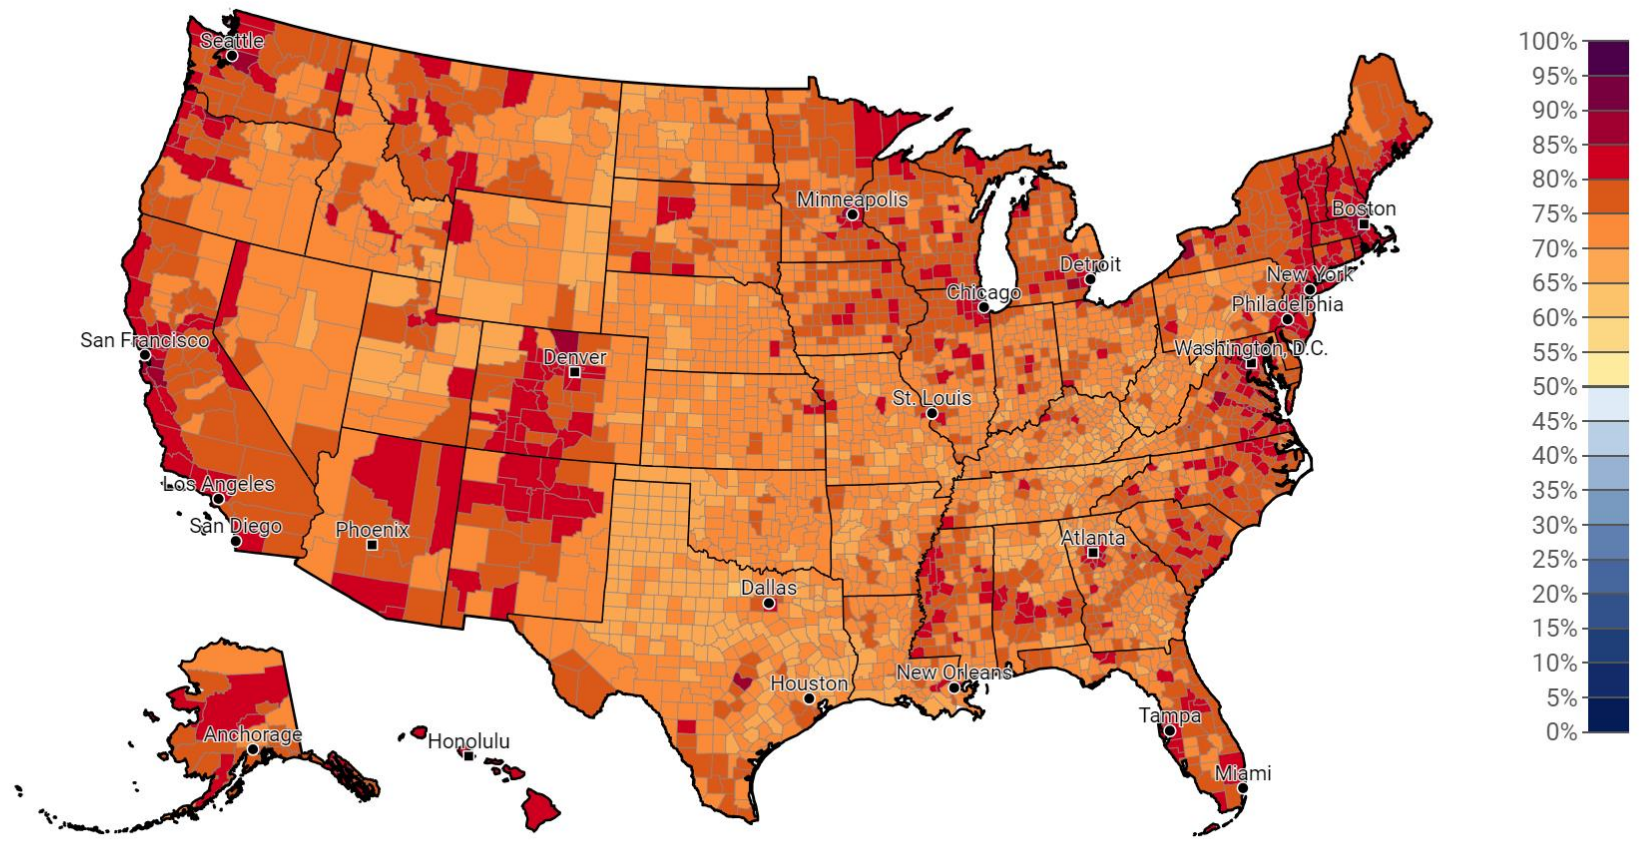 Seattle
Minneapolis
Boston
Detroit
New York
Chicago
Philadelphia
San Francisco
Washington, D.C.
Denver
St. Louis
Los Angeles
San Diego
Phoenix
Atlanta
Dallas
New Orleans
Houston
Tampa
Anchorage
Honolulu
Miami
100%
95%
90%
85%
80%
75%
70%
65%
60%
55%
50%
45%
40%
35%
30%
25%
20%
15%
10%
5%
0%